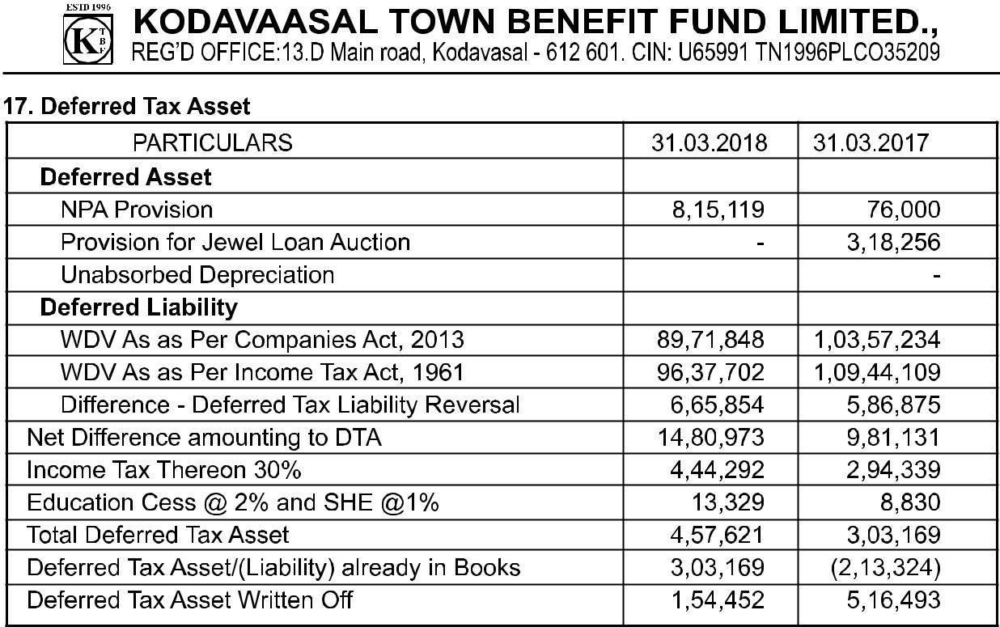 ESTD 1996
K
T
B
F
KODAVAASAL TOWN BENEFIT FUND LIMITED.,
REG'D OFFICE:13.D Main road, Kodavasal - 612 601. CIN: U65991 TN1996PLCO35209
17. Deferred Tax Asset
PARTICULARS 31.03.2018 31.03.2017
Deferred Asset
NPA Provision 8,15,119 76,000
Provision for Jewel Loan Auction - 3,18,256
Unabsorbed Depreciation -
Deferred Liability
WDV As as Per Companies Act, 2013 89,71,848 1,03,57,234
WDV As as Per Income Tax Act, 1961 96,37,702 1,09,44,109
Difference - Deferred Tax Liability Reversal 6,65,854 5,86,875
Net Difference amounting to DTA 14,80,973 9,81,131
Income Tax Thereon 30% 4,44,292 2,94,339
Education Cess @ 2% and SHE @1% 13,329 8,830
Total Deferred Tax Asset 4,57,621 3,03,169
Deferred Tax Asset/(Liability) already in Books 3,03,169 (2,13,324)
Deferred Tax Asset Written Off 1,54,452 5,16,493